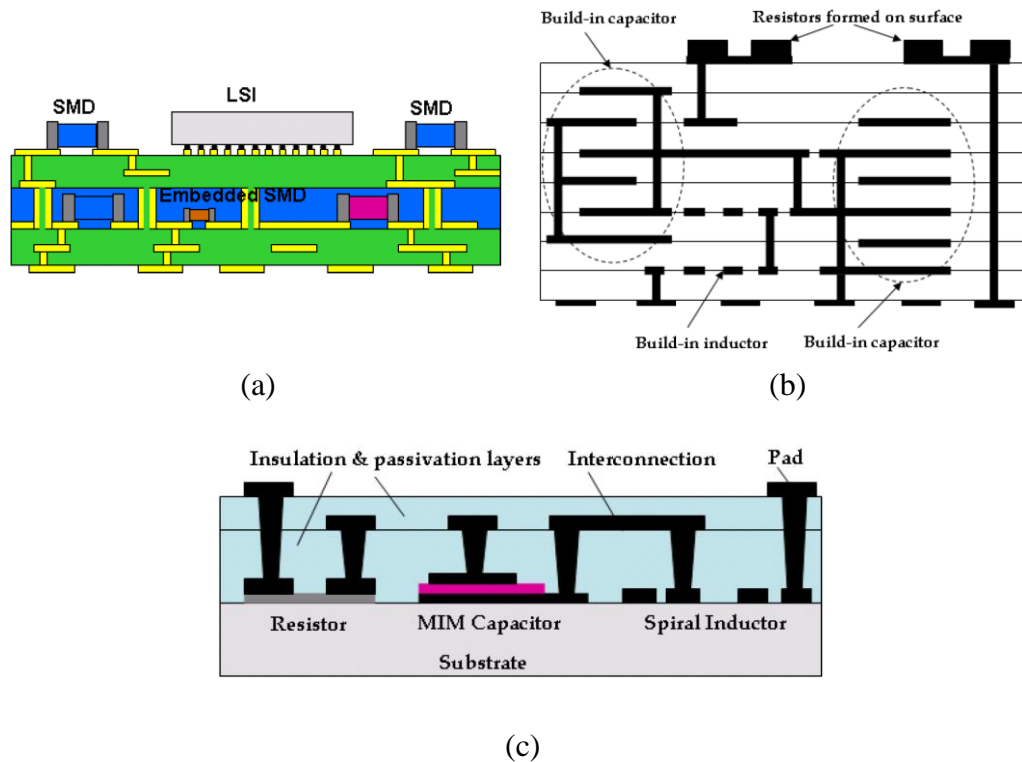 SMD
LSI
SMD
Embedded SMD
(a)
Build-in capacitor
Resistors formed on surface
Build-in inductor
Build-in capacitor
(b)
Insulation & passivation layers
Interconnection
Pad
Resistor
MIM Capacitor
Spiral Inductor
Substrate
(c)